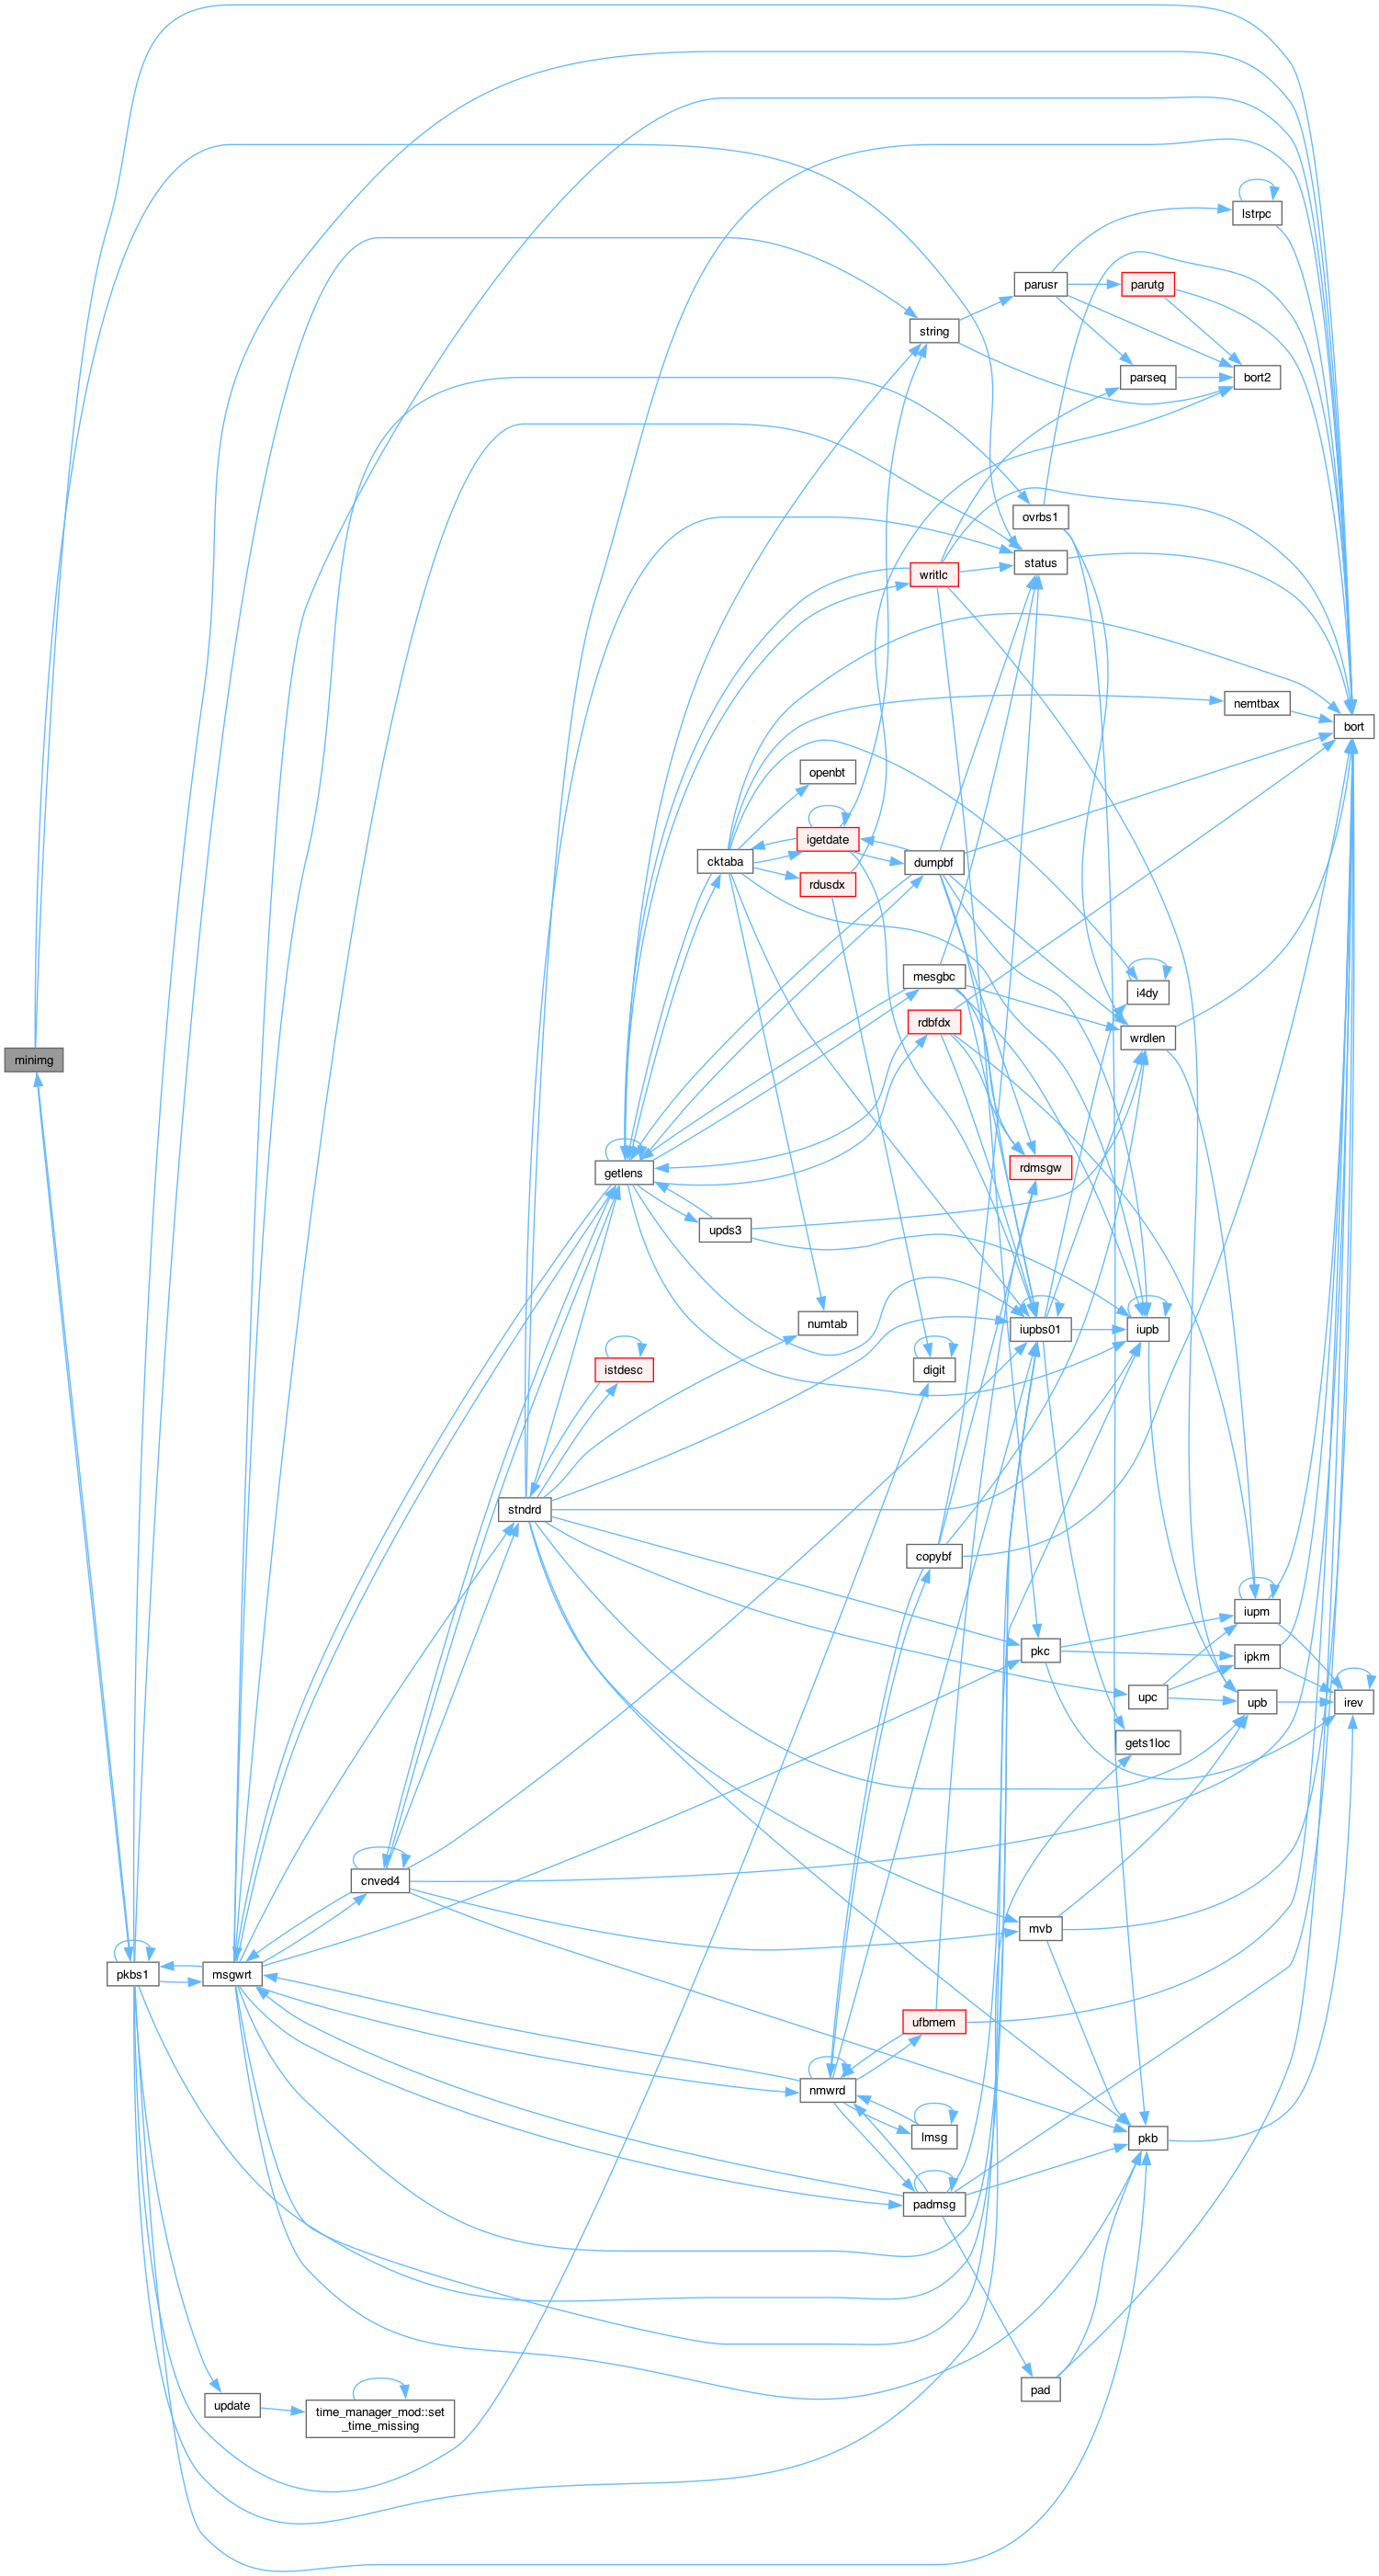 lstrpc
parusr
parutg
string
parseq
bort2
ovrbs1
status
writlc
nemtbax
bort
openbt
igetdate
cktaba
dumpbf
rdusdx
mesgbc
i4dy
rdbfdx
wrdlen
minimg
getlens
rdmsgw
upds3
numtab
iupbs01
iupb
istdesc
digit
stndrd
copybf
iupm
pkc
ipkm
upc
upb
irev
gets1loc
cnved4
mvb
pkbs1
msgwrt
ufbmem
nmwrd
lmsg
pkb
padmsg
pad
update
time_manager_mod::set
_time_missing